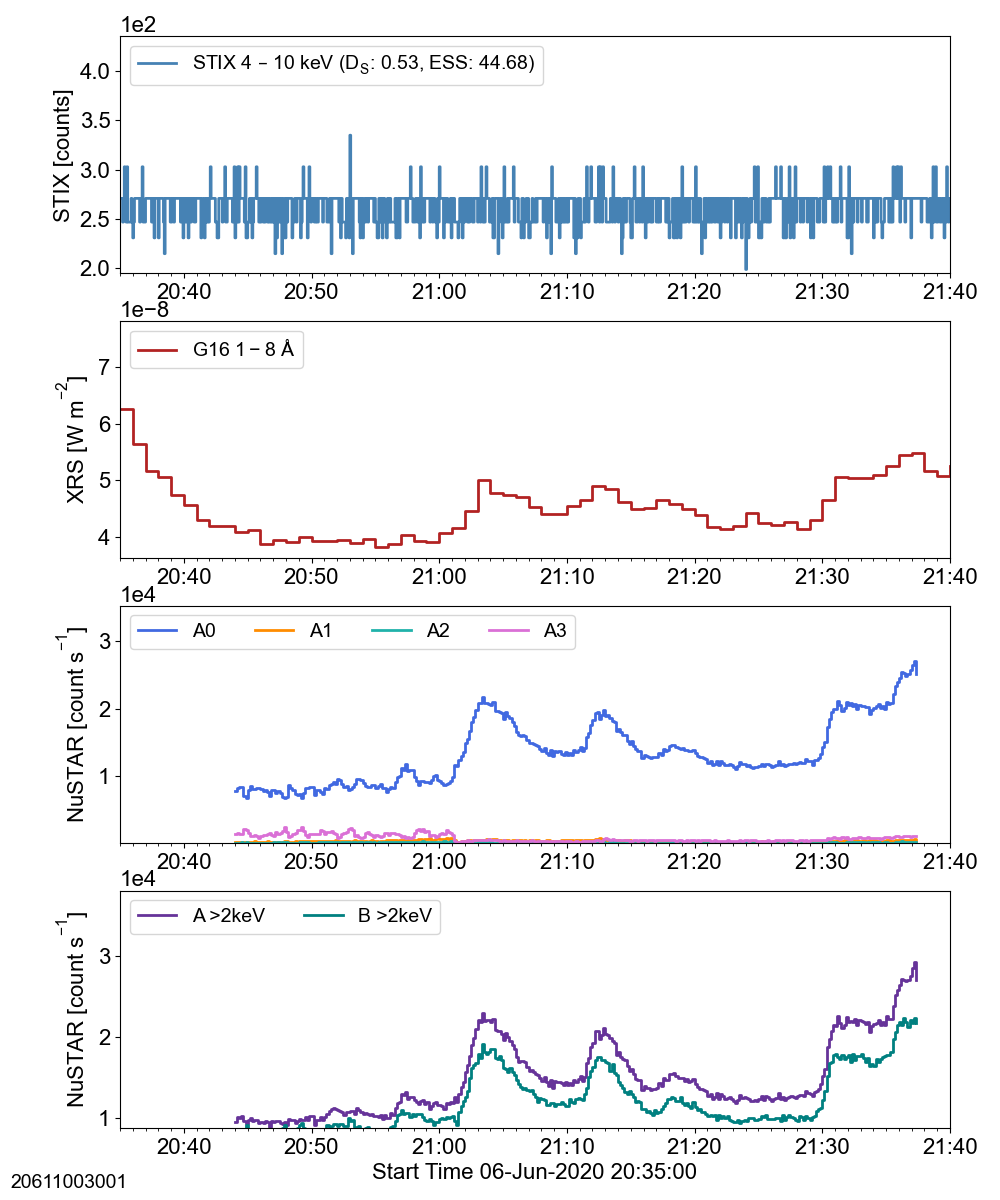 1e2
STIX [counts]
4.0
3.5
3.0
2.5
2.0
STIX 4 – 10 keV (D_S: 0.53, ESS: 44.68)
20:40 20:50 21:00 21:10 21:20 21:30 21:40
1e−8
XRS [W m⁻²]
7
6
5
4
G16 1 – 8 Å
20:40 20:50 21:00 21:10 21:20 21:30 21:40
1e4
NuSTAR [count s⁻¹]
3
2
1
A0 A1 A2 A3
20:40 20:50 21:00 21:10 21:20 21:30 21:40
1e4
NuSTAR [count s⁻¹]
3
2
1
A >2keV B >2keV
20:40 20:50 21:00 21:10 21:20 21:30 21:40
Start Time 06-Jun-2020 20:35:00
20611003001